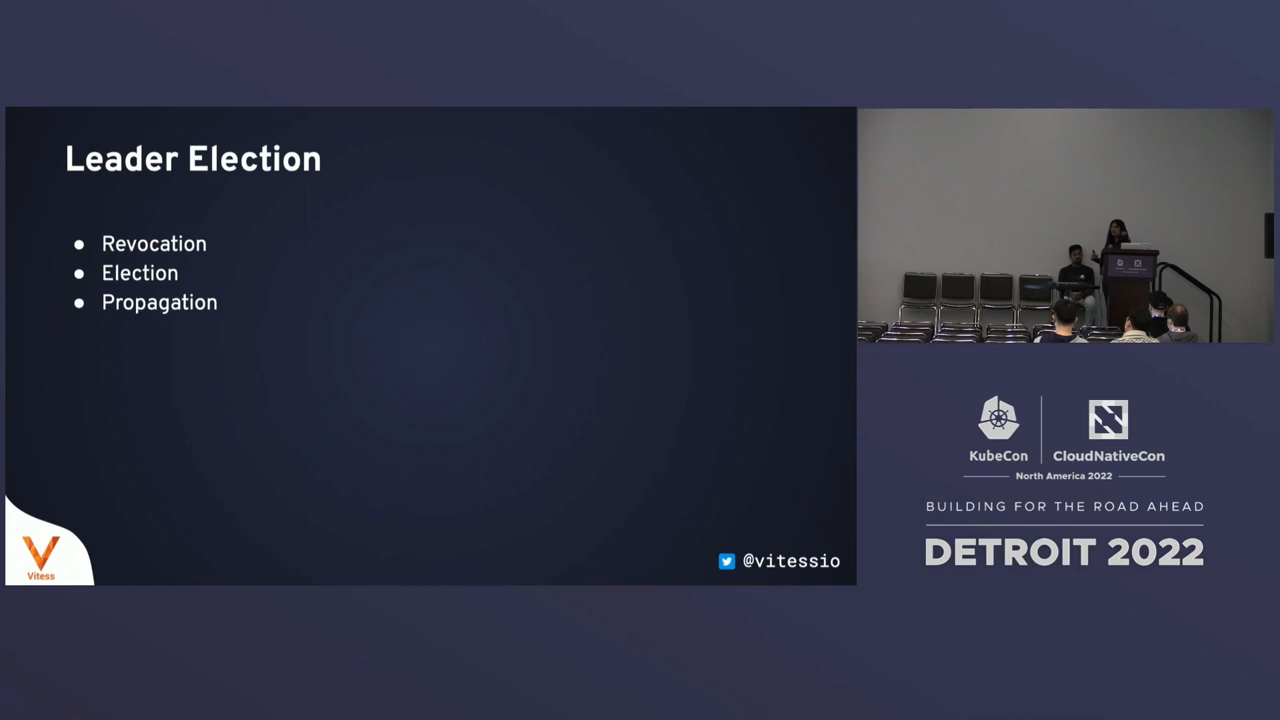 Leader Election
● Revocation
● Election
● Propagation
Vitess
@vitessio
KubeCon
CloudNativeCon
North America 2022
BUILDING FOR THE ROAD AHEAD
DETROIT 2022